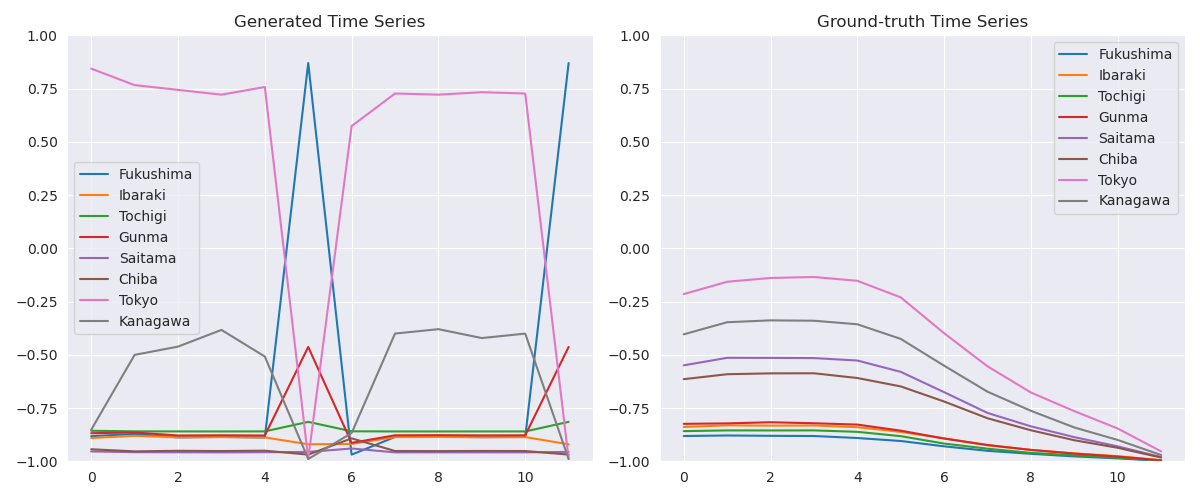 Generated Time Series
1.00
0.75
0.50
0.25
0.00
−0.25
−0.50
−0.75
−1.00
0 2 4 6 8 10
Fukushima
Ibaraki
Tochigi
Gunma
Saitama
Chiba
Tokyo
Kanagawa
Ground-truth Time Series
1.00
0.75
0.50
0.25
0.00
−0.25
−0.50
−0.75
−1.00
0 2 4 6 8 10
Fukushima
Ibaraki
Tochigi
Gunma
Saitama
Chiba
Tokyo
Kanagawa